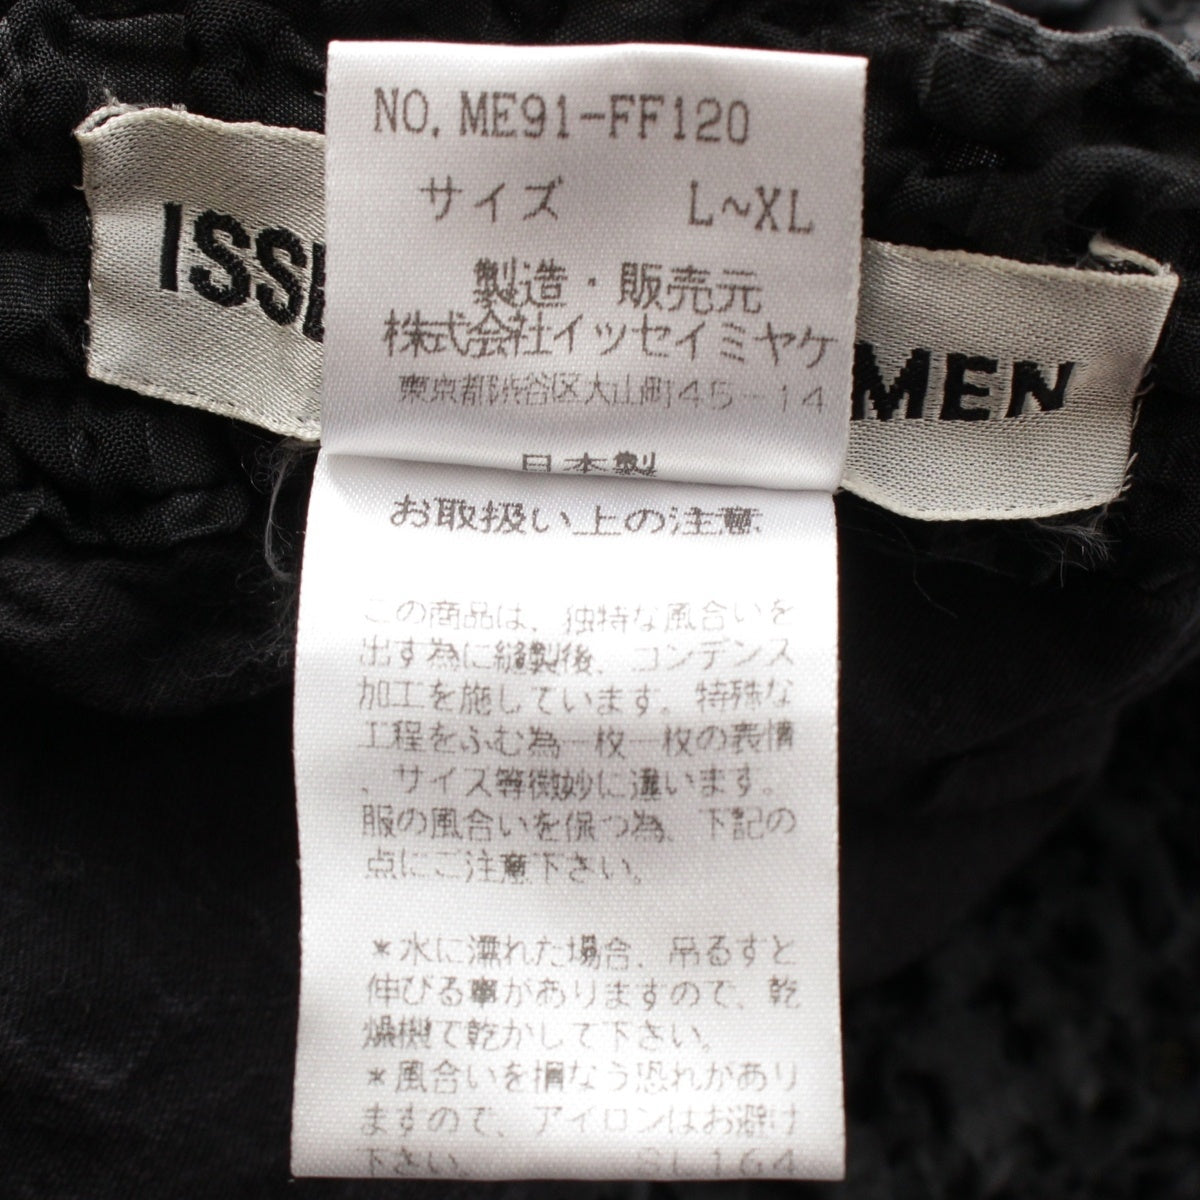 NO. ME91-FF120
サイズ L~XL
製造・販売元
株式会社イッセイミヤケ
東京都渋谷区大山町45-14
日本製
ISSE
MEN
お取扱い上の注意
この商品は、独特な風合いを
出す為に縫製後、コンデンス
加工を施しています。特殊な
工程をふむ為一枚一枚の表情
、サイズ等微妙に違います。
服の風合いを保つ為、下記の
点にご注意下さい。
*水に濡れた場合、吊るすと
伸びる事がありますので、乾
燥機で乾かして下さい。
*風合いを損なう恐れがあり
ますので、アイロンはお避け
下さい。 SL164